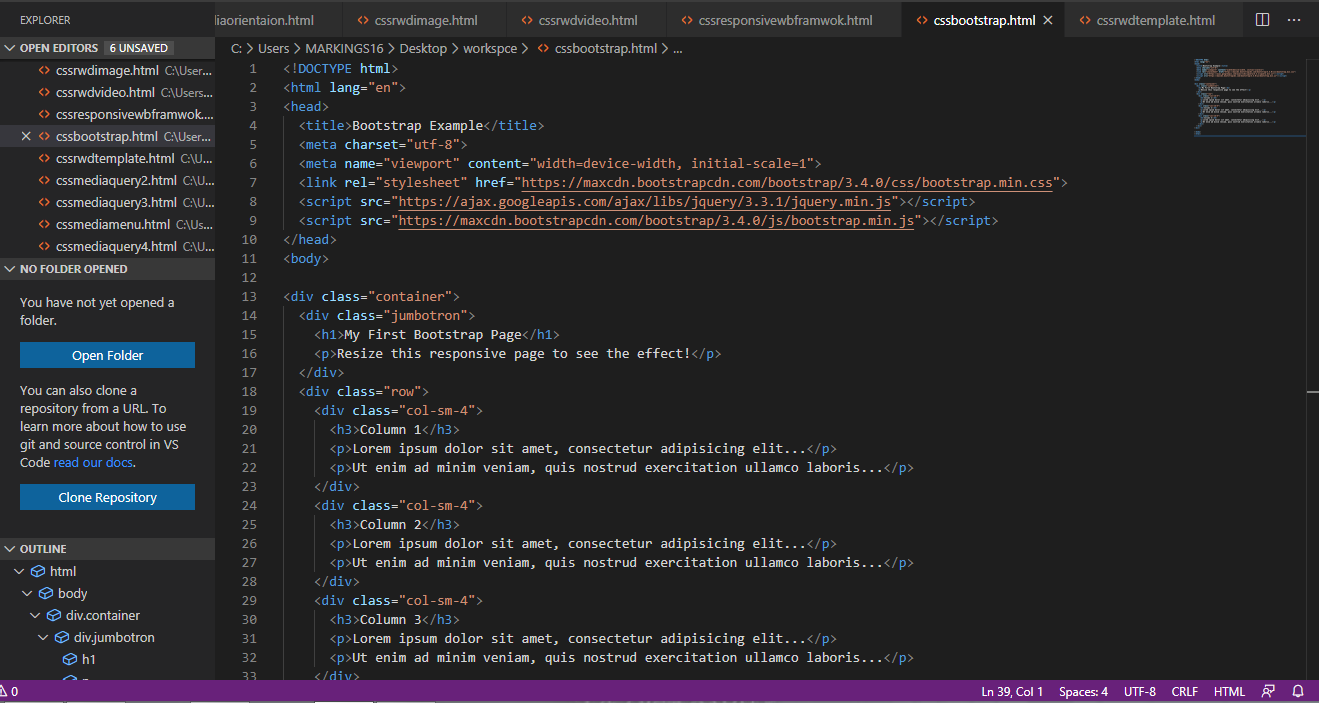 EXPLORER
OPEN EDITORS 6 UNSAVED
cssrwdimage.html C:\User...
cssrwdvideo.html C:\Users...
cssresponsivewbframwok....
cssbootstrap.html C:\User...
cssrwdtemplate.html C:\U...
cssmediaquery2.html C:\U...
cssmediaquery3.html C:\U...
cssmediamenu.html C:\Us...
cssmediaquery4.html C:\U...
NO FOLDER OPENED
You have not yet opened a
folder.
Open Folder
You can also clone a
repository from a URL. To
learn more about how to use
git and source control in VS
Code read our docs.
Clone Repository
OUTLINE
html
body
div.container
div.jumbotron
h1
liaorientaion.html cssrwdimage.html cssrwdvideo.html cssresponsivewbframwok.html cssbootstrap.html cssrwdtemplate.html
C: > Users > MARKINGS16 > Desktop > workspce > cssbootstrap.html > ...
1 <!DOCTYPE html>
2 <html lang="en">
3 <head>
4   <title>Bootstrap Example</title>
5   <meta charset="utf-8">
6   <meta name="viewport" content="width=device-width, initial-scale=1">
7   <link rel="stylesheet" href="https://maxcdn.bootstrapcdn.com/bootstrap/3.4.0/css/bootstrap.min.css">
8   <script src="https://ajax.googleapis.com/ajax/libs/jquery/3.3.1/jquery.min.js"></script>
9   <script src="https://maxcdn.bootstrapcdn.com/bootstrap/3.4.0/js/bootstrap.min.js"></script>
10 </head>
11 <body>
12
13 <div class="container">
14   <div class="jumbotron">
15     <h1>My First Bootstrap Page</h1>
16     <p>Resize this responsive page to see the effect!</p>
17   </div>
18   <div class="row">
19     <div class="col-sm-4">
20       <h3>Column 1</h3>
21       <p>Lorem ipsum dolor sit amet, consectetur adipisicing elit...</p>
22       <p>Ut enim ad minim veniam, quis nostrud exercitation ullamco laboris...</p>
23     </div>
24     <div class="col-sm-4">
25       <h3>Column 2</h3>
26       <p>Lorem ipsum dolor sit amet, consectetur adipisicing elit...</p>
27       <p>Ut enim ad minim veniam, quis nostrud exercitation ullamco laboris...</p>
28     </div>
29     <div class="col-sm-4">
30       <h3>Column 3</h3>
31       <p>Lorem ipsum dolor sit amet, consectetur adipisicing elit...</p>
32       <p>Ut enim ad minim veniam, quis nostrud exercitation ullamco laboris...</p>
33     </div>
0 Ln 39, Col 1 Spaces: 4 UTF-8 CRLF HTML